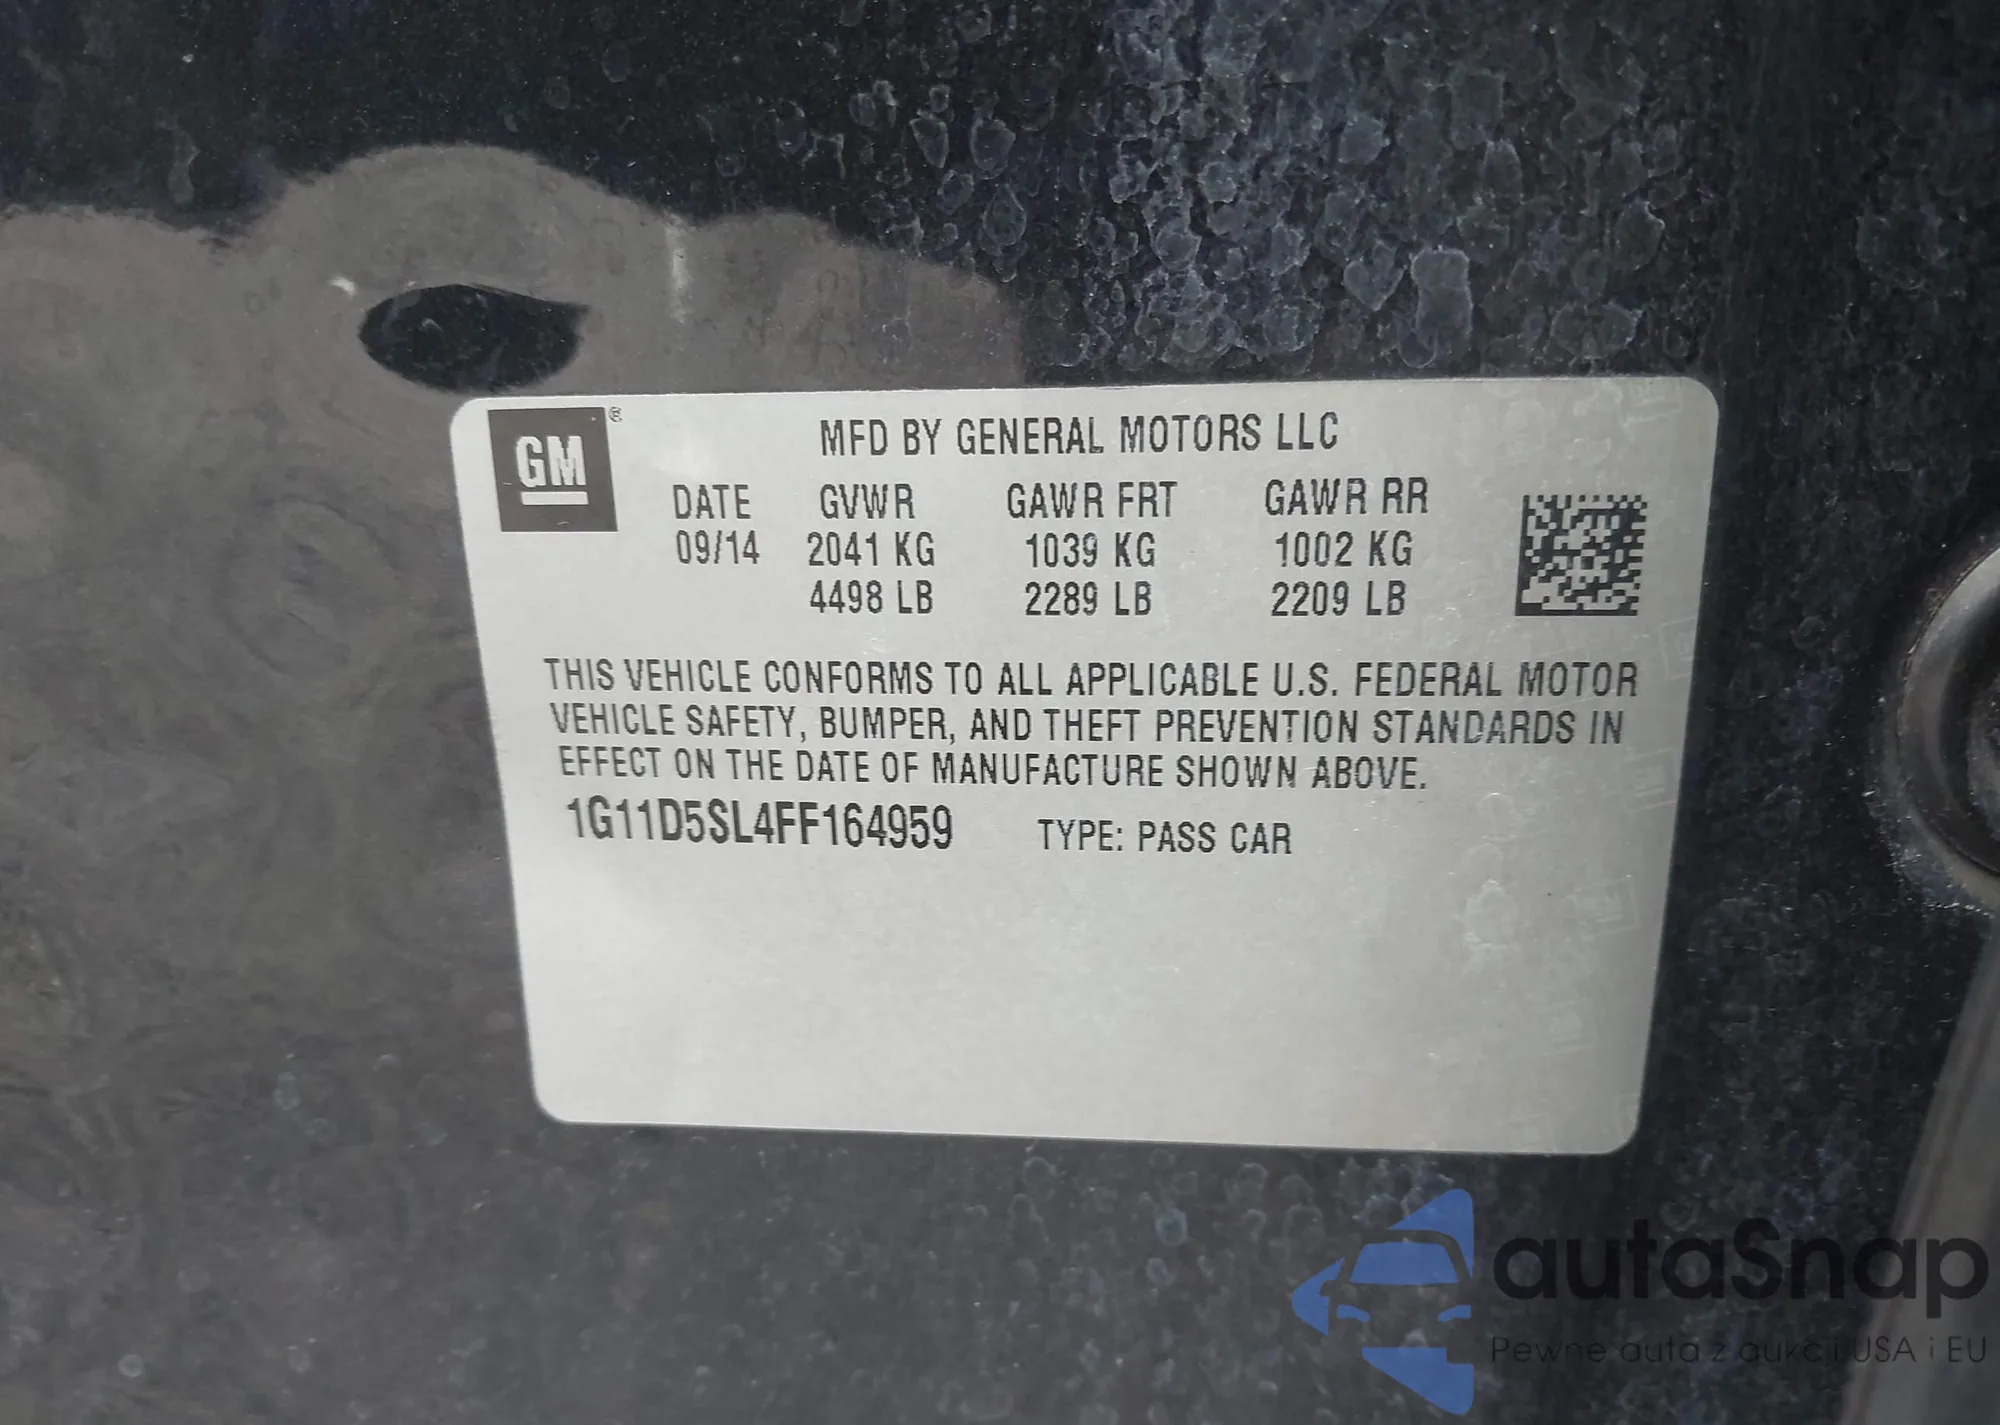 GM ®
MFD BY GENERAL MOTORS LLC
DATE GVWR GAWR FRT GAWR RR
09/14 2041 KG 1039 KG 1002 KG
4498 LB 2289 LB 2209 LB
THIS VEHICLE CONFORMS TO ALL APPLICABLE U.S. FEDERAL MOTOR
VEHICLE SAFETY, BUMPER, AND THEFT PREVENTION STANDARDS IN
EFFECT ON THE DATE OF MANUFACTURE SHOWN ABOVE.
1G11D5SL4FF164959 TYPE: PASS CAR
autaSnap
Pewne auta z aukcji USA i EU